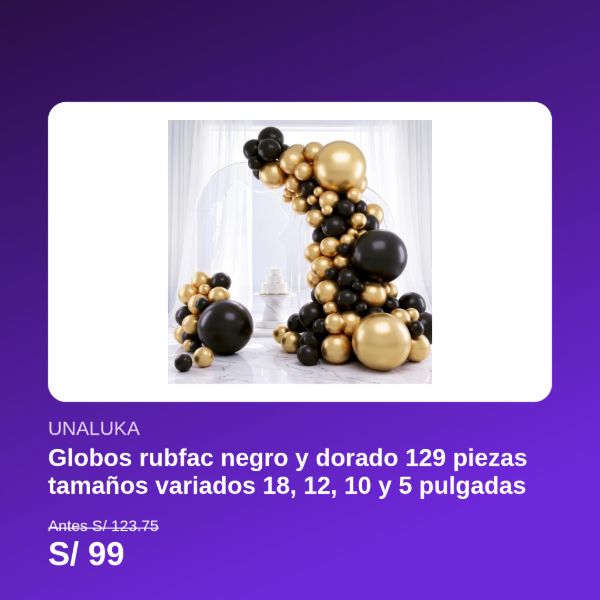 UNALUKA
Globos rubfac negro y dorado 129 piezas
tamaños variados 18, 12, 10 y 5 pulgadas
Antes S/ 123.75
S/ 99